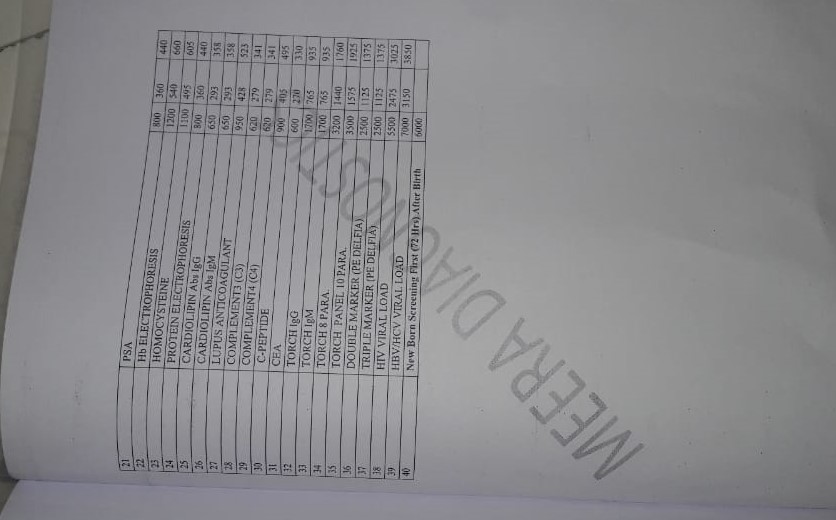 21 PSA 800 360 440
22 Hb ELECTROPHORESIS 1200 540 660
23 HOMOCYSTEINE 1100 495 605
24 PROTEIN ELECTROPHORESIS 800 360 440
25 CARDIOLIPIN Abs IgG 650 293 358
26 CARDIOLIPIN Abs IgM 650 293 358
27 LUPUS ANTICOAGULANT 950 428 523
28 COMPLEMENT3 (C3) 620 279 341
29 COMPLEMENT4 (C4) 620 279 341
30 C-PEPTIDE 900 405 495
31 CEA 600 270 330
32 TORCH IgG 1700 765 935
33 TORCH IgM 1700 765 935
34 TORCH 8 PARA. 3200 1440 1760
35 TORCH PANEL 10 PARA. 3500 1575 1925
36 DOUBLE MARKER (PE DELFIA) 2500 1125 1375
37 TRIPLE MARKER (PE DELFIA) 2500 1125 1375
38 HIV VIRAL LOAD 5500 2475 3025
39 HBV/HCV VIRAL LOAD 7000 3150 3850
40 New Born Screening First (72 Hrs) After Birth 6000
MEERA DIAGNOSTIC